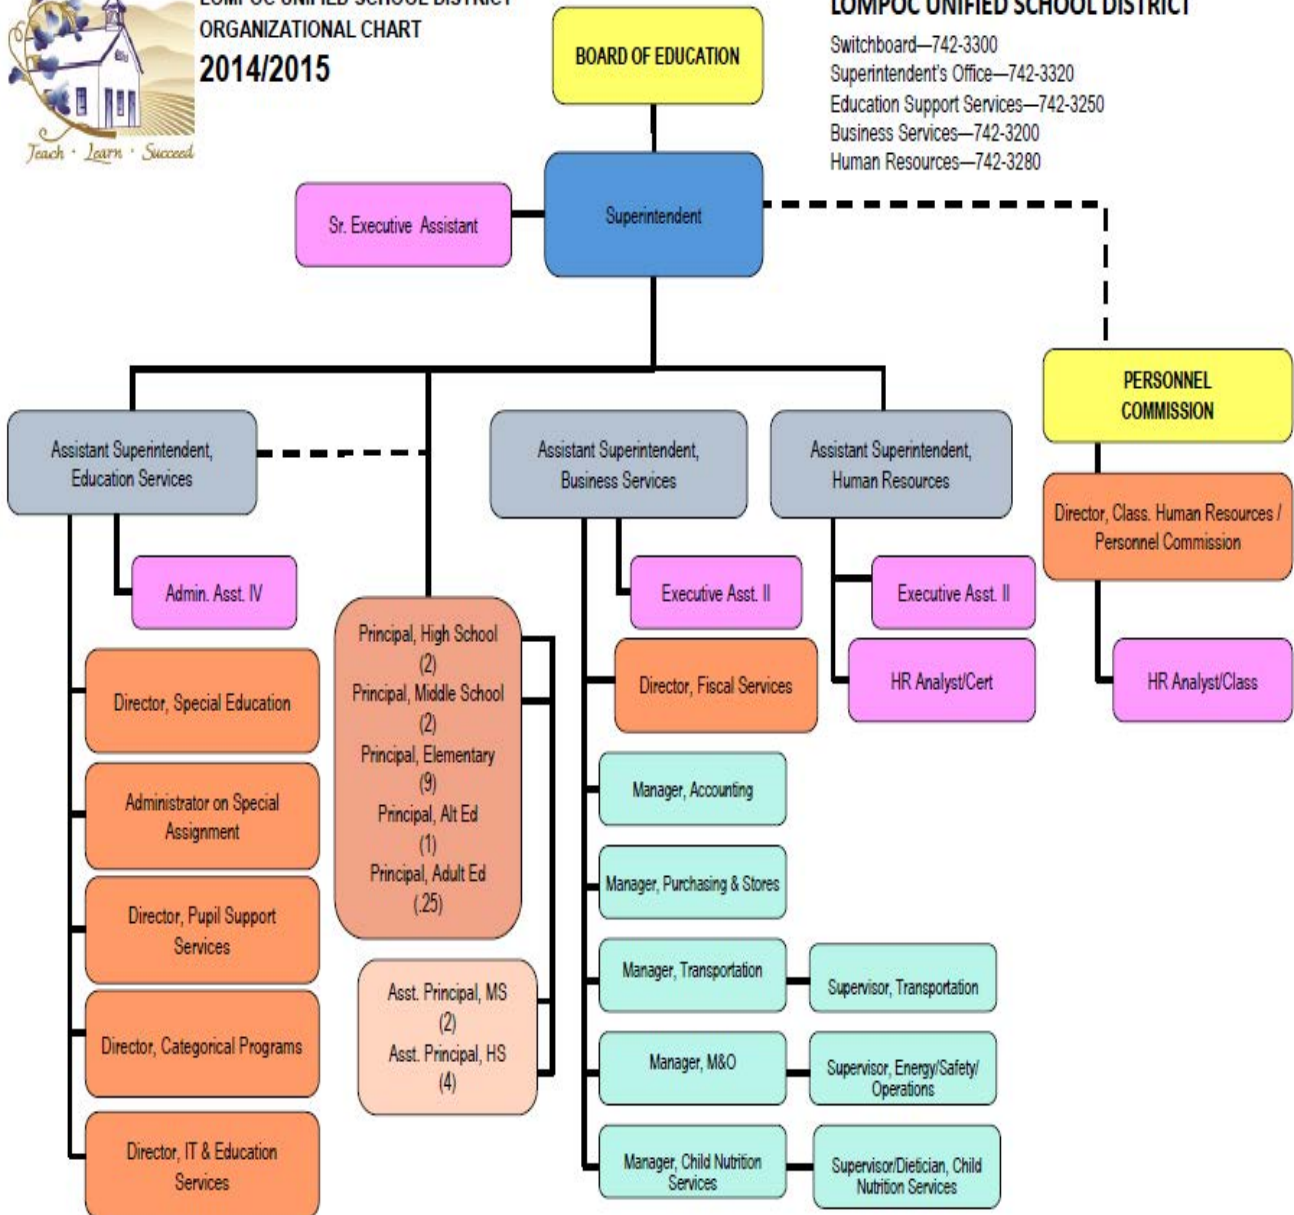 LOMPOC UNIFIED SCHOOL DISTRICT
ORGANIZATIONAL CHART
2014/2015
Teach · Learn · Succeed
LOMPOC UNIFIED SCHOOL DISTRICT
Switchboard—742-3300
Superintendent's Office—742-3320
Education Support Services—742-3250
Business Services—742-3200
Human Resources—742-3280
BOARD OF EDUCATION
Superintendent
Sr. Executive Assistant
PERSONNEL
COMMISSION
Assistant Superintendent,
Education Services
Assistant Superintendent,
Business Services
Assistant Superintendent,
Human Resources
Director, Class. Human Resources /
Personnel Commission
Admin. Asst. IV
Director, Special Education
Administrator on Special
Assignment
Director, Pupil Support
Services
Director, Categorical Programs
Director, IT & Education
Services
Principal, High School
(2)
Principal, Middle School
(2)
Principal, Elementary
(9)
Principal, Alt Ed
(1)
Principal, Adult Ed
(.25)
Asst. Principal, MS
(2)
Asst. Principal, HS
(4)
Executive Asst. II
Director, Fiscal Services
Manager, Accounting
Manager, Purchasing & Stores
Manager, Transportation
Supervisor, Transportation
Manager, M&O
Supervisor, Energy/Safety/
Operations
Manager, Child Nutrition
Services
Supervisor/Dietician, Child
Nutrition Services
Executive Asst. II
HR Analyst/Cert
HR Analyst/Class